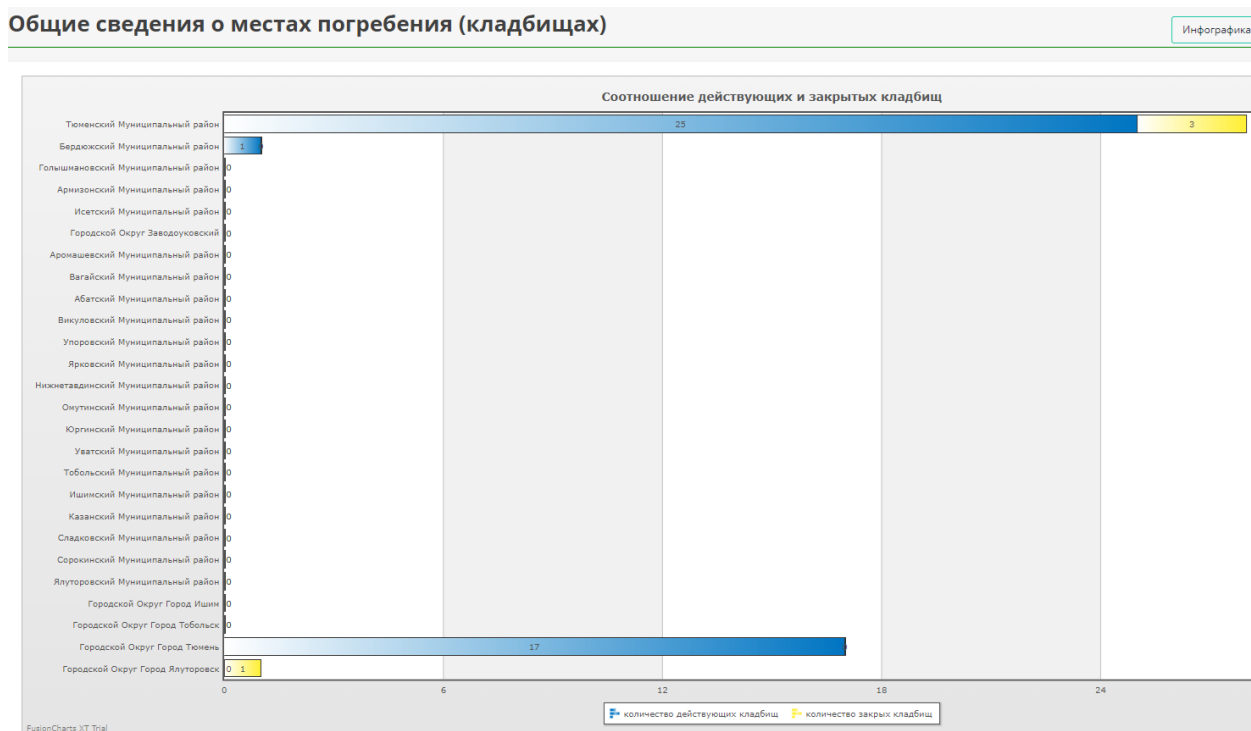 Общие сведения о местах погребения (кладбищах)
Инфографика
Соотношение действующих и закрытых кладбищ
Тюменский Муниципальный район 25 3
Бердюжский Муниципальный район 1
Голышмановский Муниципальный район 0
Армизонский Муниципальный район 0
Исетский Муниципальный район 0
Городской Округ Заводоуковский 0
Аромашевский Муниципальный район 0
Вагайский Муниципальный район 0
Абатский Муниципальный район 0
Викуловский Муниципальный район 0
Упоровский Муниципальный район 0
Ярковский Муниципальный район 0
Нижнетавдинский Муниципальный район 0
Омутинский Муниципальный район 0
Юргинский Муниципальный район 0
Уватский Муниципальный район 0
Тобольский Муниципальный район 0
Ишимский Муниципальный район 0
Казанский Муниципальный район 0
Сладковский Муниципальный район 0
Сорокинский Муниципальный район 0
Ялуторовский Муниципальный район 0
Городской Округ Город Ишим 0
Городской Округ Город Тобольск 0
Городской Округ Город Тюмень 17
Городской Округ Город Ялуторовск 0 1
0 6 12 18 24
количество действующих кладбищ количество закрых кладбищ
FusionCharts XT Trial